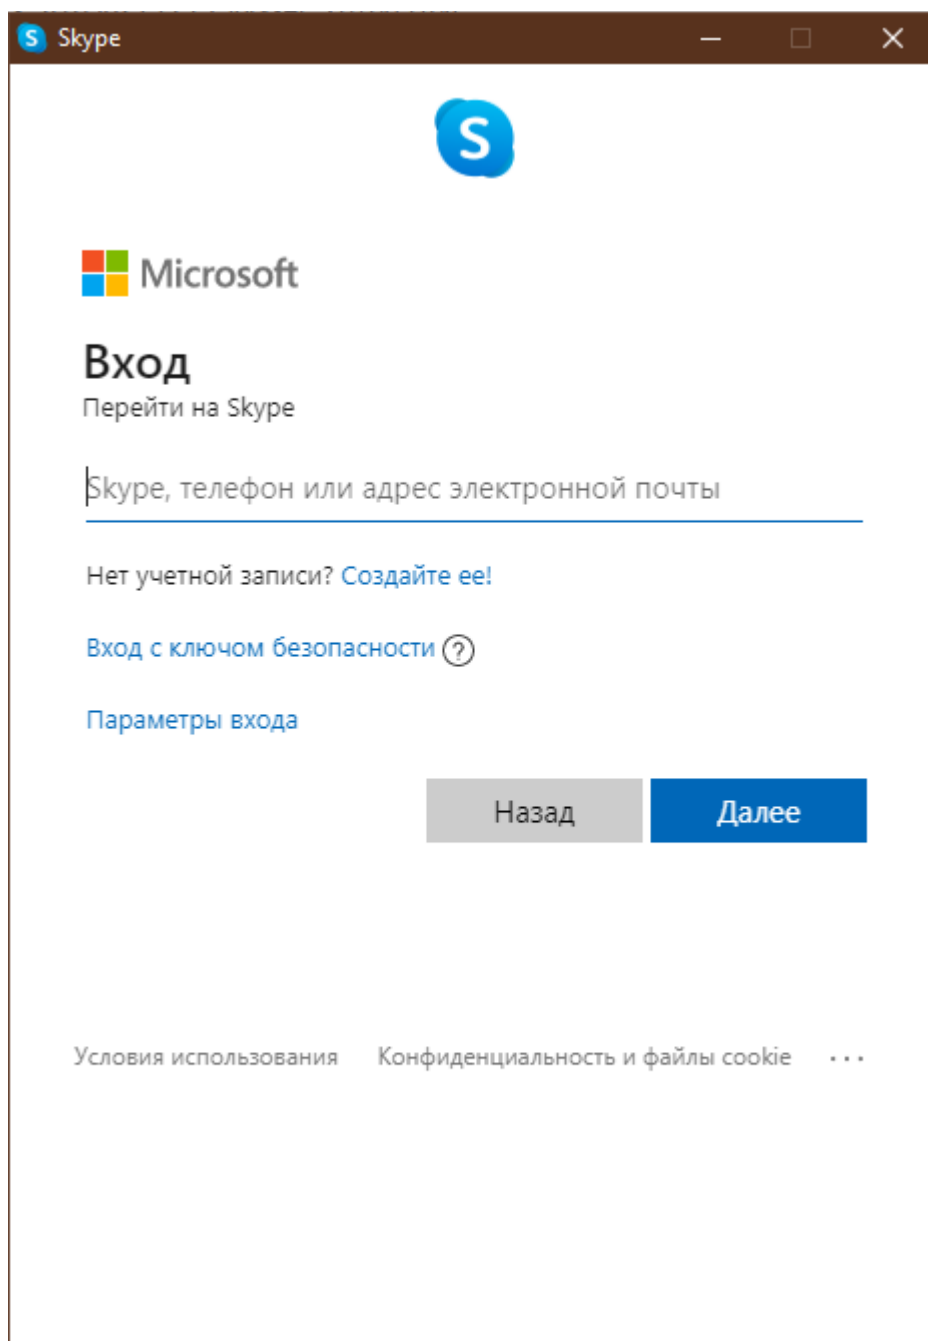 Skype
S
Microsoft
Вход
Перейти на Skype
Skype, телефон или адрес электронной почты
Нет учетной записи? Создайте ее!
Вход с ключом безопасности ?
Параметры входа
Назад Далее
Условия использования Конфиденциальность и файлы cookie ...